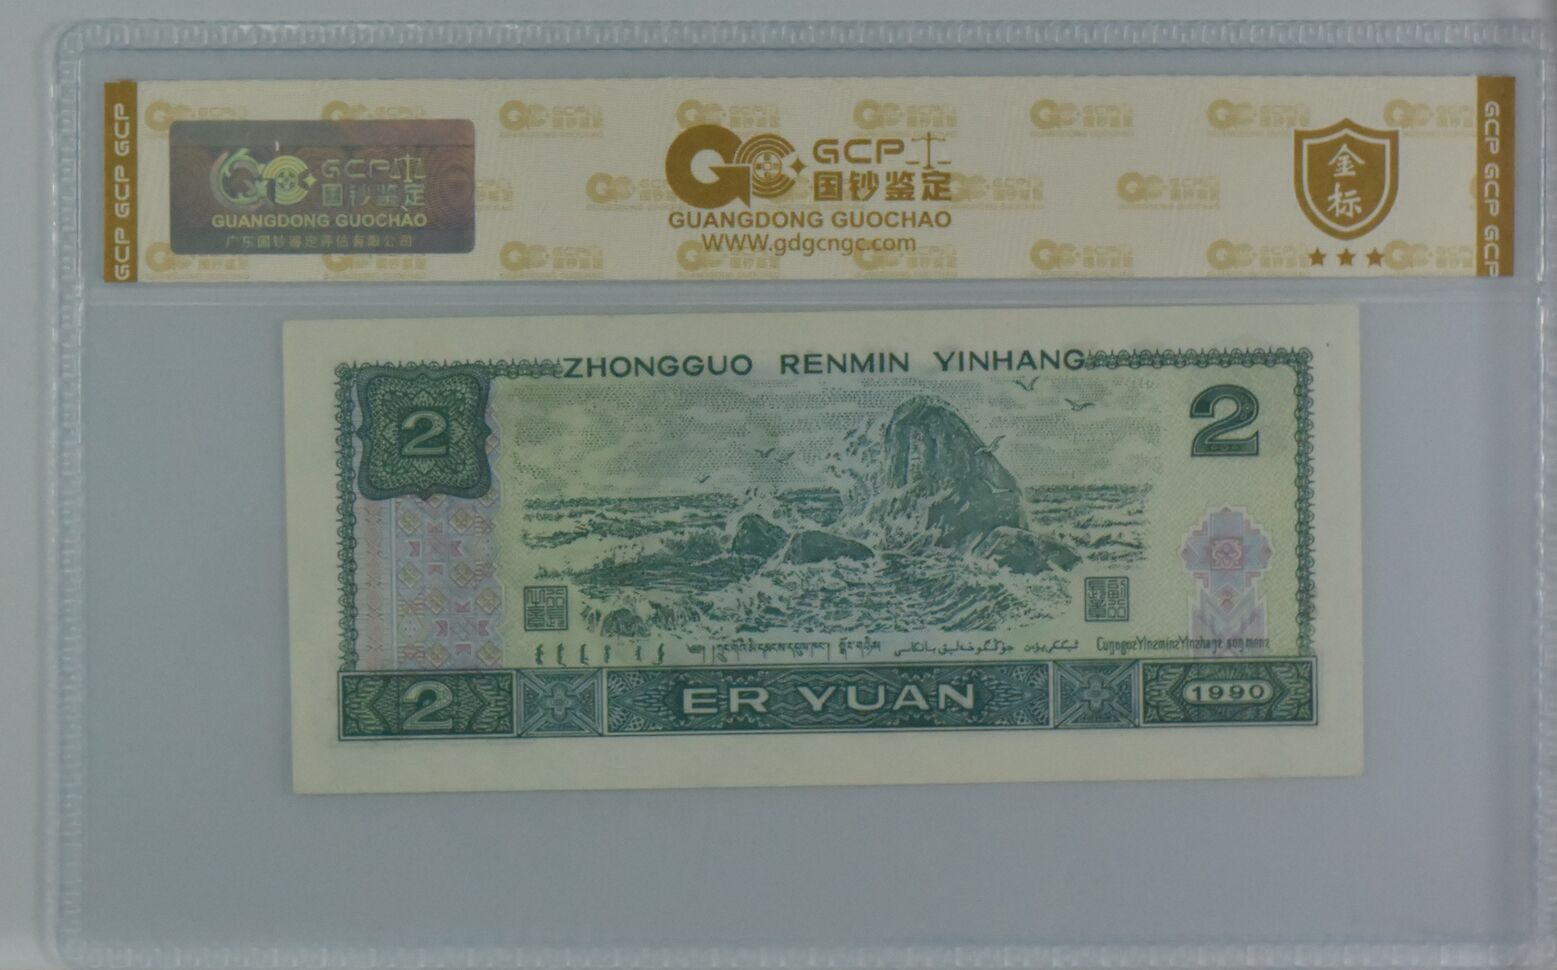 GCP GCP GCP
GCP
国钞鉴定
GUANGDONG GUOCHAO
广东国钞鉴定评估有限公司
GCP
国钞鉴定
GUANGDONG GUOCHAO
WWW.gdgcngc.com
金
标
GCP GCP GCP
ZHONGGUO RENMIN YINHANG
2
2
2
ER YUAN
1990